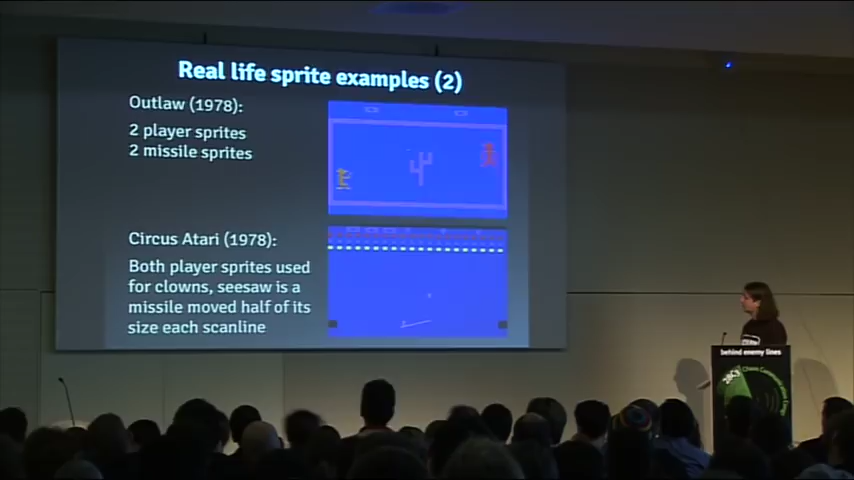 Real life sprite examples (2)
Outlaw (1978):
2 player sprites
2 missile sprites
Circus Atari (1978):
Both player sprites used
for clowns, seesaw is a
missile moved half of its
size each scanline
behind enemy lines
28C3